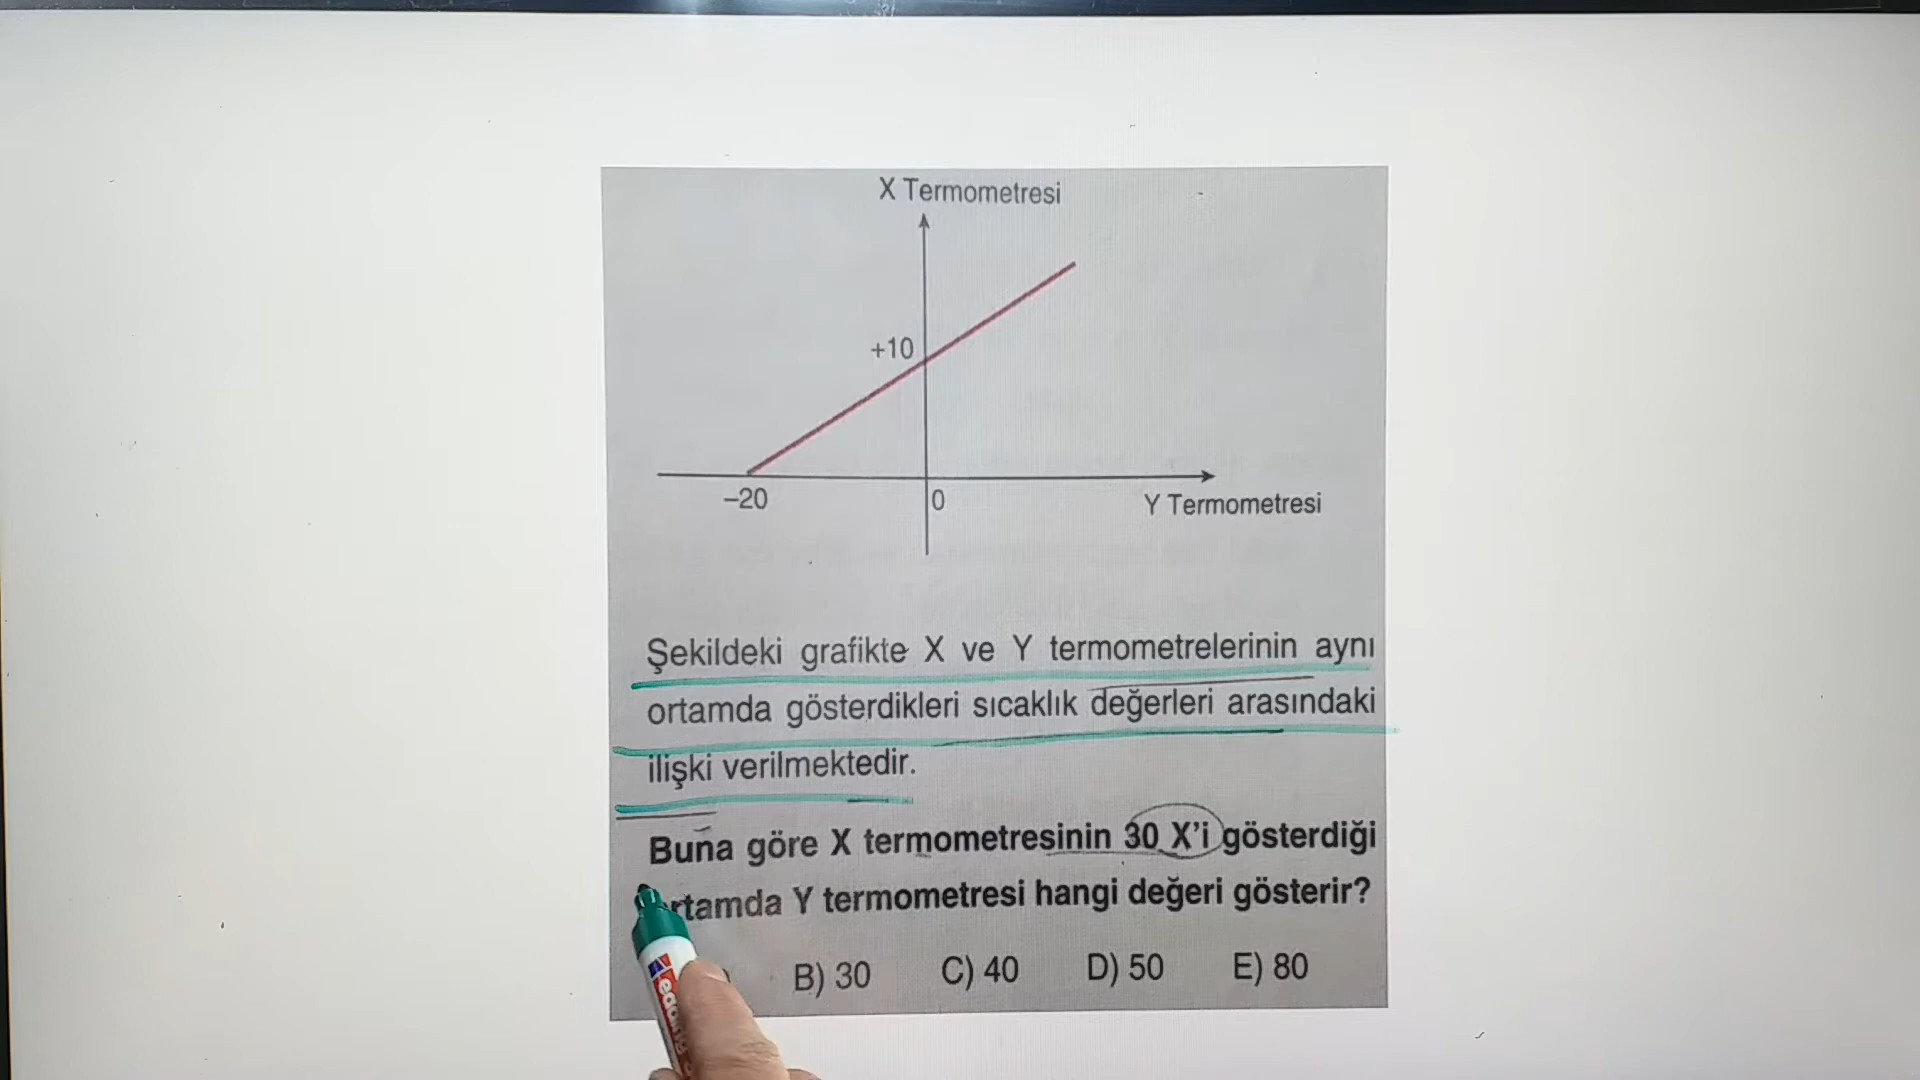 X Termometresi
+10
−20
0
Y Termometresi
Şekildeki grafikte X ve Y termometrelerinin aynı
ortamda gösterdikleri sıcaklık değerleri arasındaki
ilişki verilmektedir.
Buna göre X termometresinin 30 X'i gösterdiği
rtamda Y termometresi hangi değeri gösterir?
B) 30 C) 40 D) 50 E) 80
edding